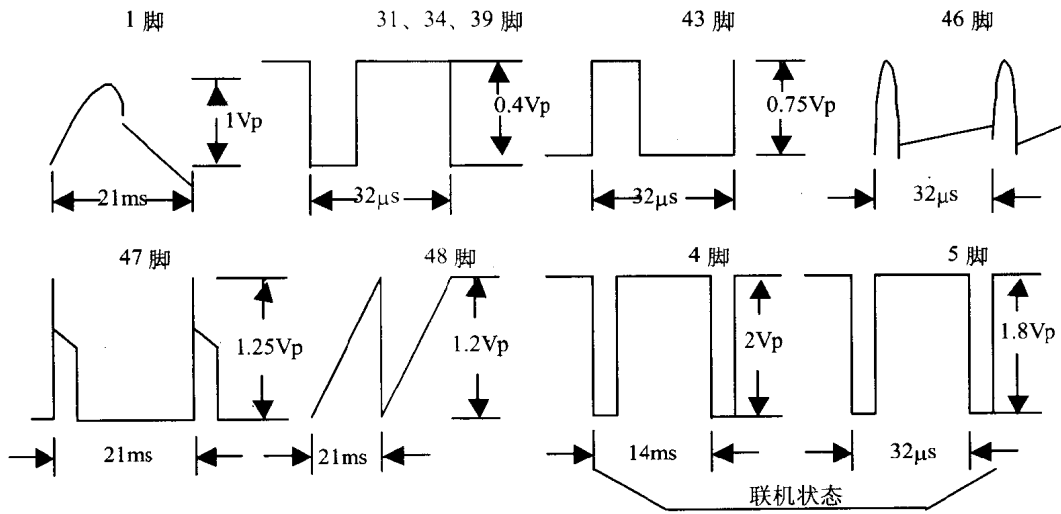 1 脚
31、34、39脚
43 脚
46 脚
1Vp
0.4Vp
0.75Vp
21ms
32μs
32μs
32μs
47 脚
48 脚
4 脚
5 脚
1.25Vp
1.2Vp
2Vp
1.8Vp
21ms
21ms
14ms
32μs
联机状态